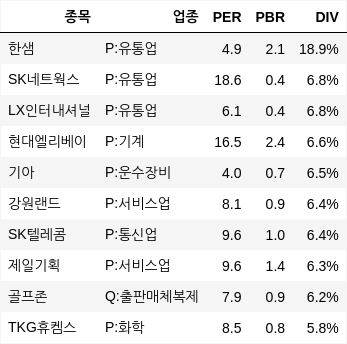 종목 업종 PER PBR DIV
한샘 P:유통업 4.9 2.1 18.9%
SK네트웍스 P:유통업 18.6 0.4 6.8%
LX인터내셔널 P:유통업 6.1 0.4 6.8%
현대엘리베이 P:기계 16.5 2.4 6.6%
기아 P:운수장비 4.0 0.7 6.5%
강원랜드 P:서비스업 8.1 0.9 6.4%
SK텔레콤 P:통신업 9.6 1.0 6.4%
제일기획 P:서비스업 9.6 1.4 6.3%
골프존 Q:출판매체복제 7.9 0.9 6.2%
TKG휴켐스 P:화학 8.5 0.8 5.8%